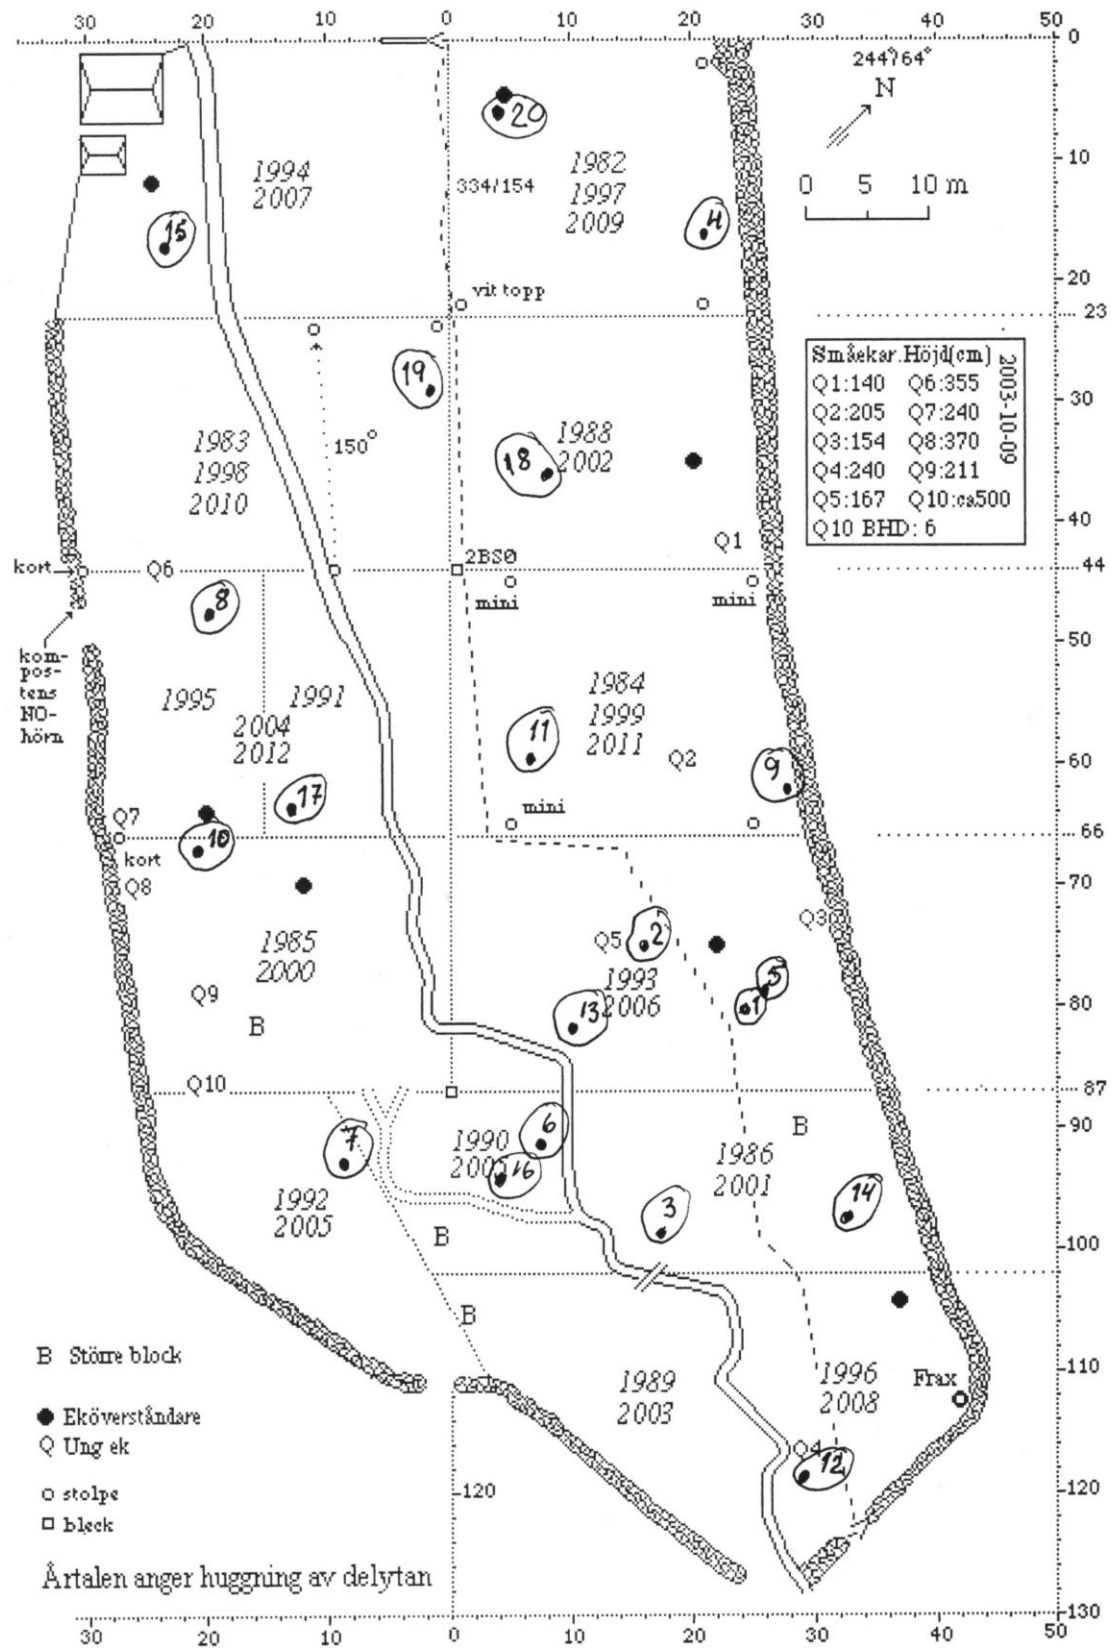 30 20 10 0 10 20 30 40 50
0
244°64°
N
20
1994
2007
1982
1997
2009
334/154
0 5 10 m
10
15
4
20
vit topp
23
Småekar. Höjd(cm)
2003-10-09
Q1:140 Q6:355
Q2:205 Q7:240
Q3:154 Q8:370
Q4:240 Q9:211
Q5:167 Q10:ca500
Q10 BHD: 6
19
30
1983
1998
2010
150°
18
1988
2002
40
Q1
kort
Q6
2BS0
44
mini
mini
8
kom-
pos-
tens
NO-
hörn
50
1995
1991
2004
2012
1984
1999
2011
11
Q2
9
60
17
mini
Q7
10
66
kort
Q8
70
Q5
2
Q3
1985
2000
1993
2006
5
1
Q9
13
80
B
Q10
87
7
1990
6
16
B
90
1986
2001
1992
2005
3
14
B
100
B
B Större block
110
1989
2003
1996
2008
Frax
Eköverståndare
Q Ung ek
Q4
12
stolpe
120
120
bleck
Årtalen anger huggning av delytan
130
30 20 10 0 10 20 30 40 50